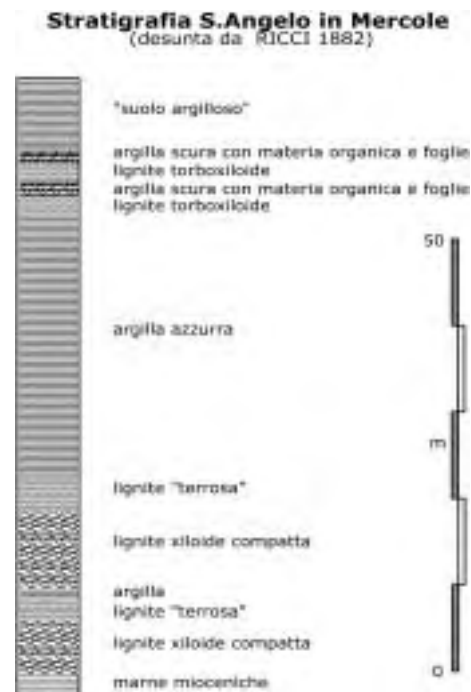 Stratigrafia S.Angelo in Mercole
(desunta da RICCI 1882)
"suolo argilloso"
argilla scura con materia organica e foglie
lignite torboxiloide
argilla scura con materia organica e foglie
lignite torboxiloide
50
argilla azzurra
m
lignite "terrosa"
lignite xiloide compatta
argilla
lignite "terrosa"
lignite xiloide compatta
0
marne mioceniche